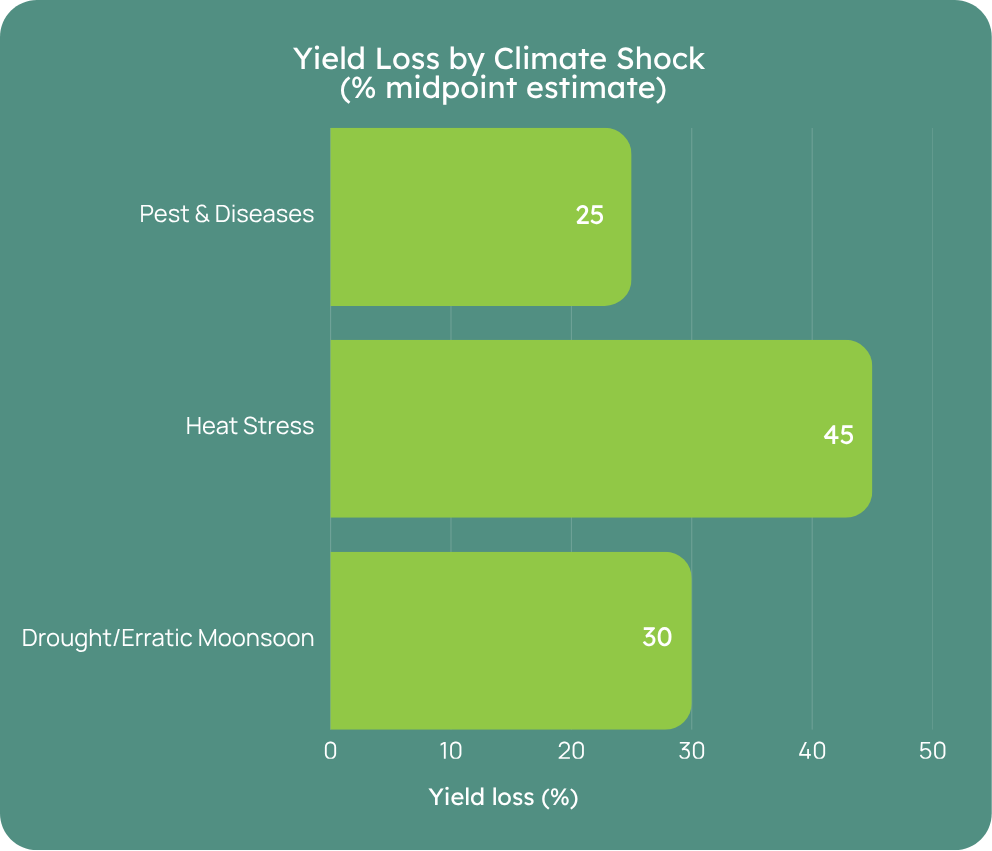 Yield Loss by Climate Shock
(% midpoint estimate)
Pest & Diseases
25
Heat Stress
45
Drought/Erratic Moonsoon
30
0 10 20 30 40 50
Yield loss (%)